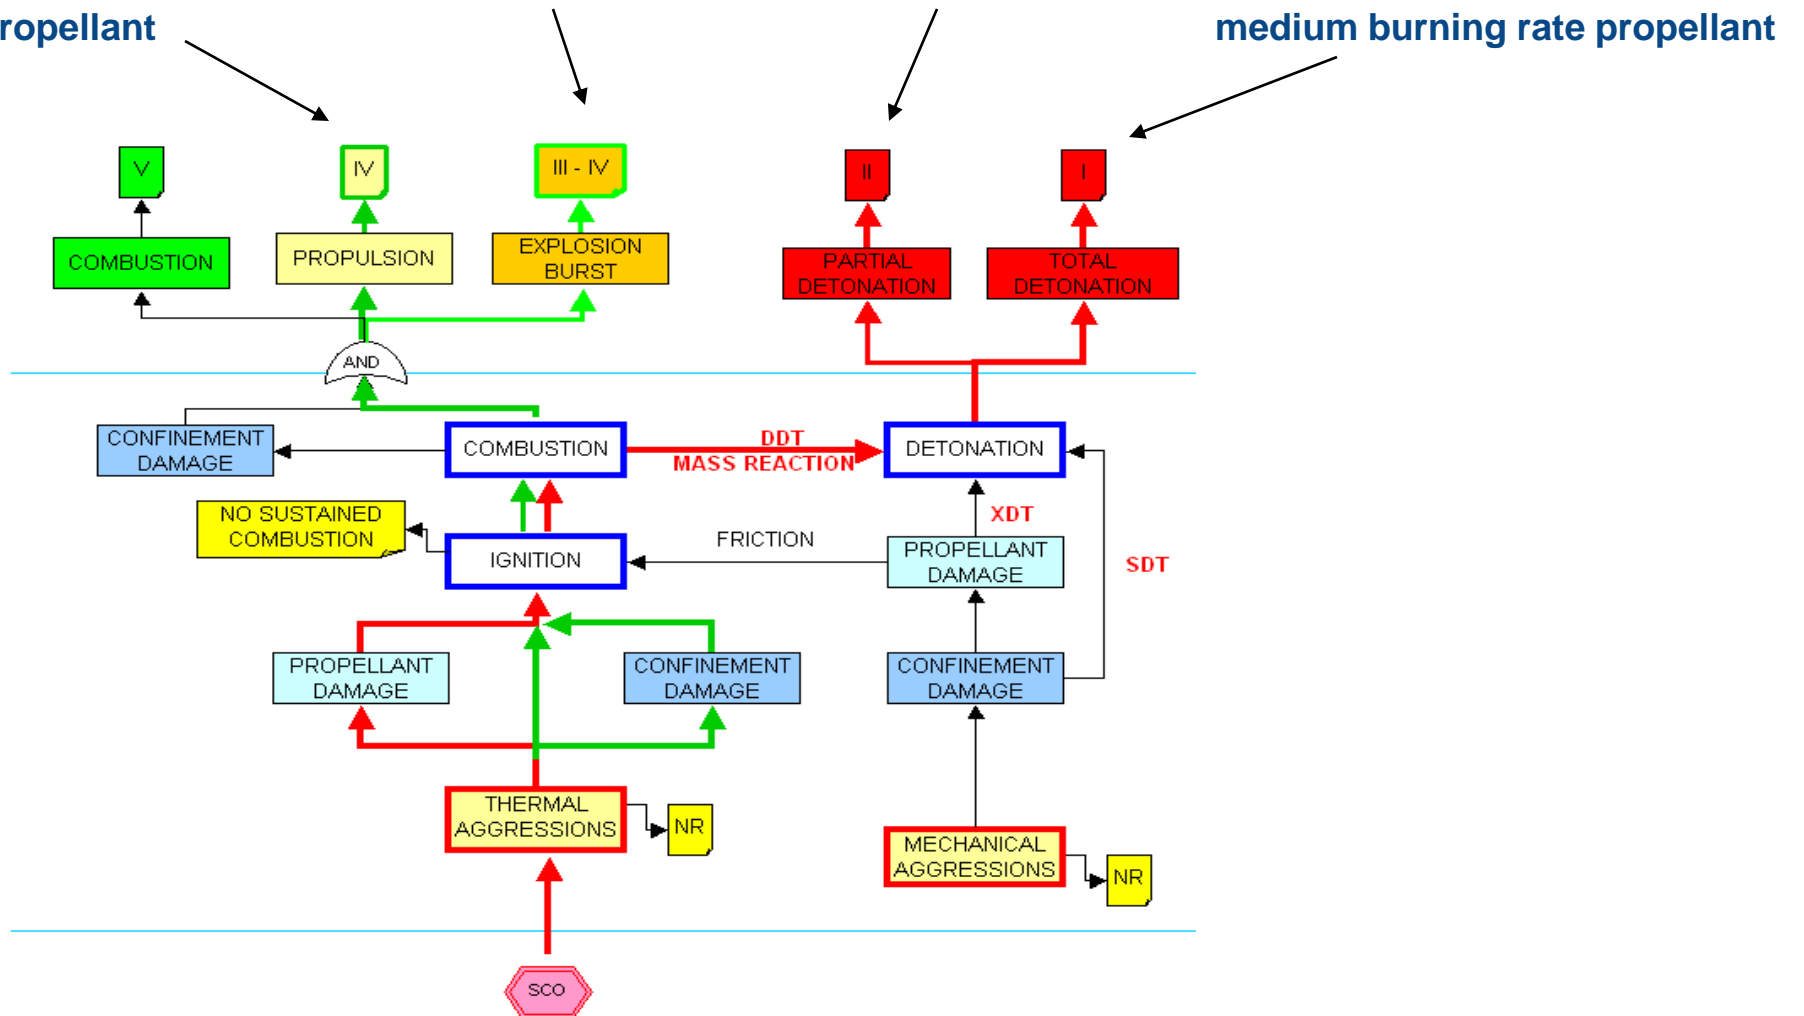 ropellant
medium burning rate propellant
V
IV
III - IV
II
I
COMBUSTION
PROPULSION
EXPLOSION
BURST
PARTIAL
DETONATION
TOTAL
DETONATION
AND
CONFINEMENT
DAMAGE
COMBUSTION
DDT
MASS REACTION
DETONATION
NO SUSTAINED
COMBUSTION
IGNITION
FRICTION
XDT
PROPELLANT
DAMAGE
SDT
PROPELLANT
DAMAGE
CONFINEMENT
DAMAGE
CONFINEMENT
DAMAGE
THERMAL
AGGRESSIONS
NR
MECHANICAL
AGGRESSIONS
NR
SCO